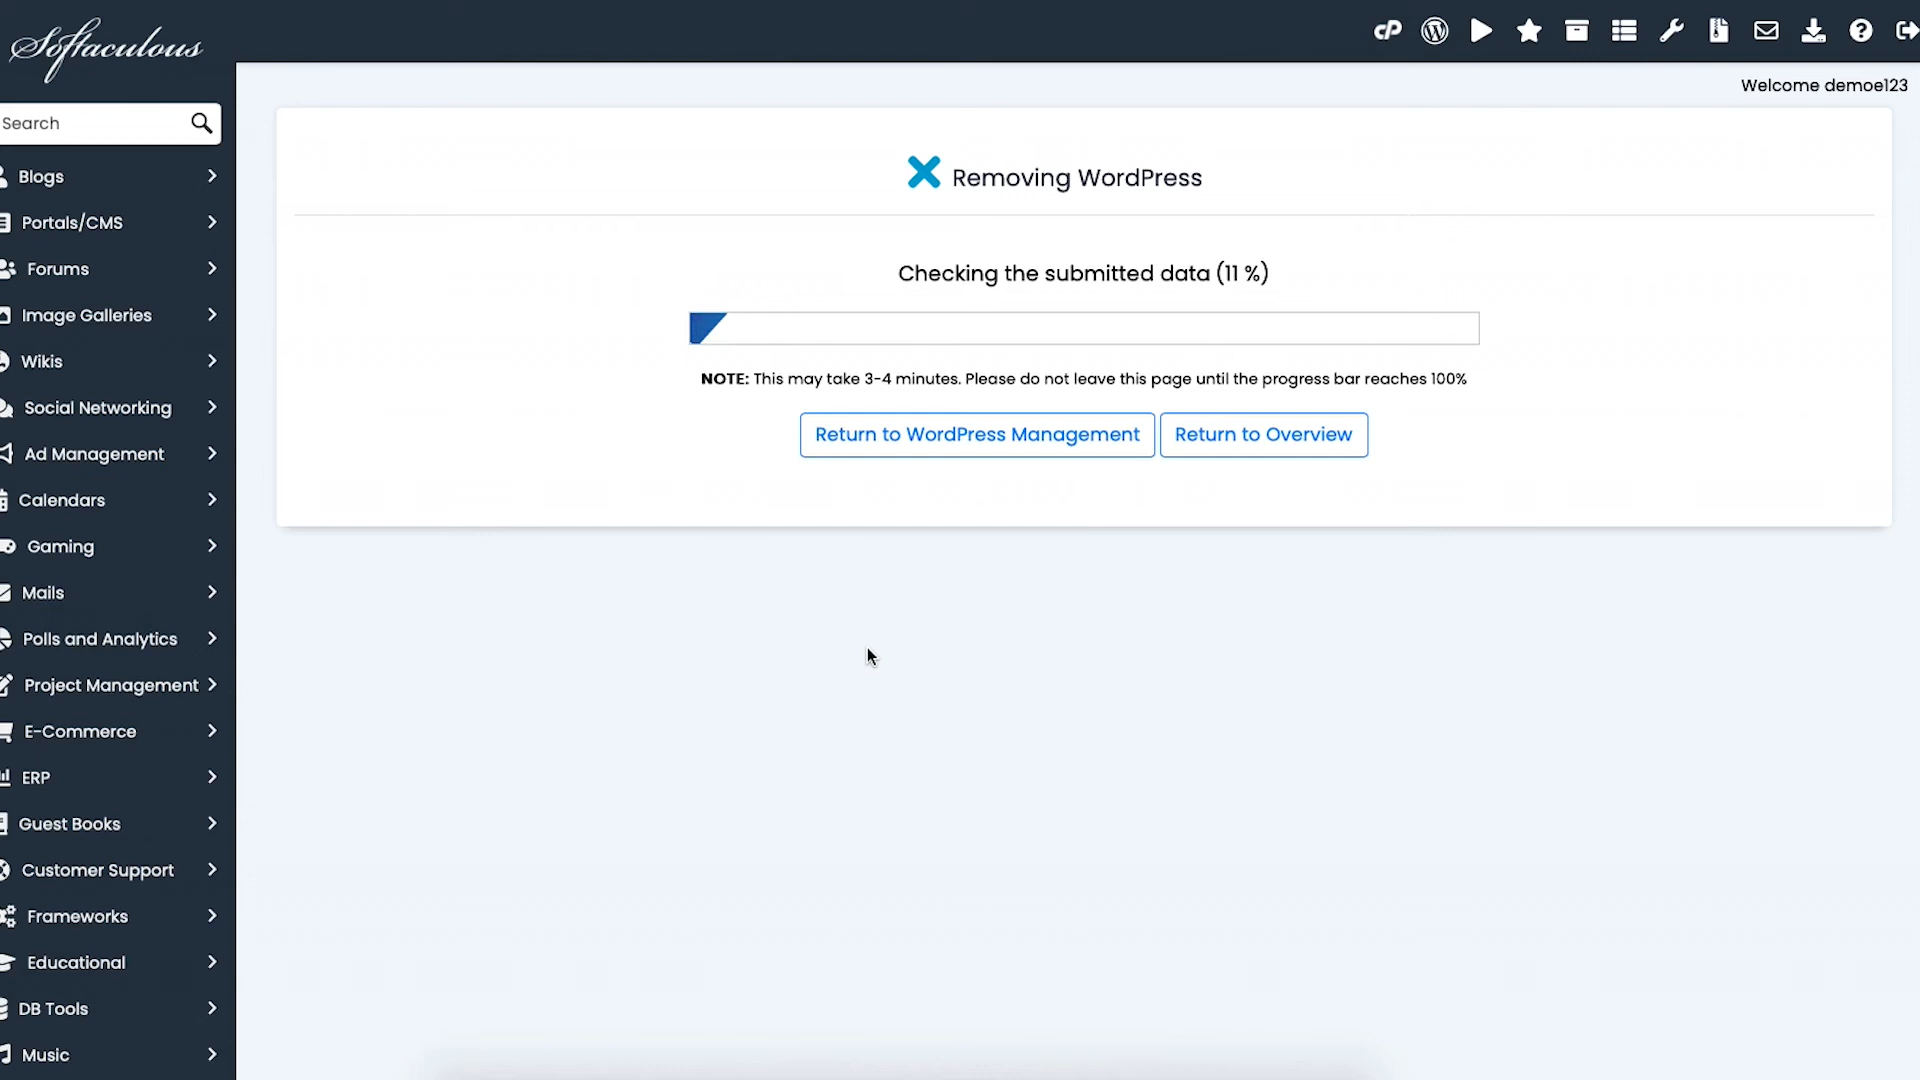 Softaculous
cP
Welcome demoe123
Search
Blogs
Portals/CMS
Forums
Image Galleries
Wikis
Social Networking
Ad Management
Calendars
Gaming
Mails
Polls and Analytics
Project Management
E-Commerce
ERP
Guest Books
Customer Support
Frameworks
Educational
DB Tools
Music
Removing WordPress
Checking the submitted data (11 %)
NOTE: This may take 3-4 minutes. Please do not leave this page until the progress bar reaches 100%
Return to WordPress Management
Return to Overview